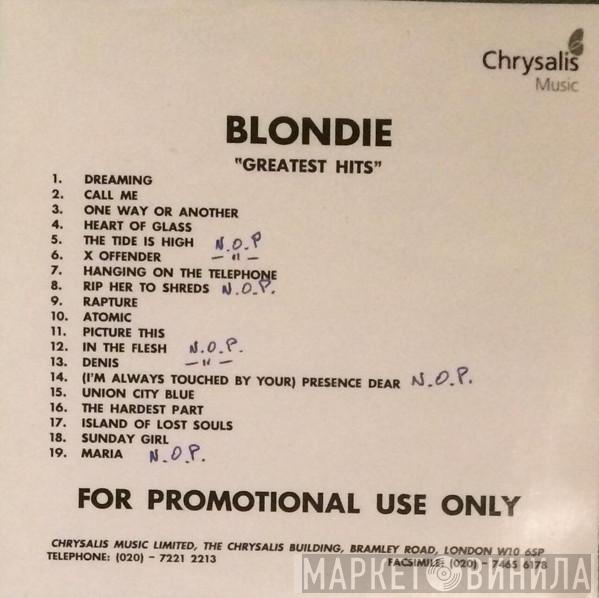 Chrysalis
Music
BLONDIE
"GREATEST HITS"
1. DREAMING
2. CALL ME
3. ONE WAY OR ANOTHER
4. HEART OF GLASS
5. THE TIDE IS HIGH N.O.P
6. X OFFENDER — " —
7. HANGING ON THE TELEPHONE
8. RIP HER TO SHREDS N.O.P.
9. RAPTURE
10. ATOMIC
11. PICTURE THIS
12. IN THE FLESH N.O.P.
13. DENIS — " —
14. (I'M ALWAYS TOUCHED BY YOUR) PRESENCE DEAR N.O.P.
15. UNION CITY BLUE
16. THE HARDEST PART
17. ISLAND OF LOST SOULS
18. SUNDAY GIRL
19. MARIA N.O.P.
FOR PROMOTIONAL USE ONLY
CHRYSALIS MUSIC LIMITED, THE CHRYSALIS BUILDING, BRAMLEY ROAD, LONDON W10 6SP
TELEPHONE: (020) - 7221 2213 FACSIMILE: (020) - 7465 6178
МАРКЕТ ВИНИЛА